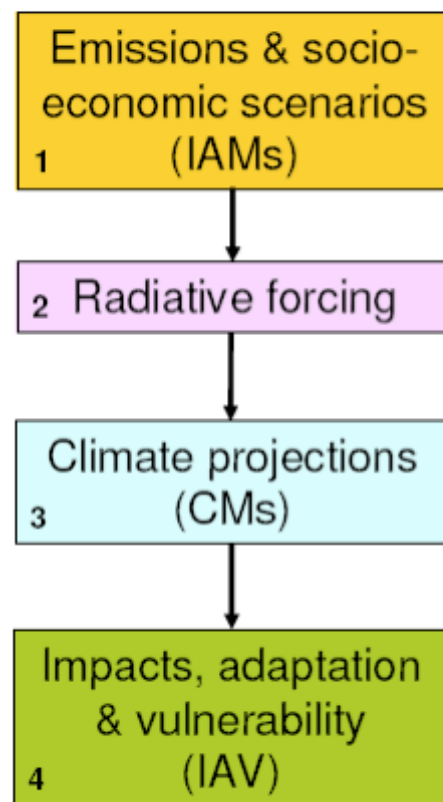 Emissions & socio-
economic scenarios
(IAMs)
1
2 Radiative forcing
Climate projections
(CMs)
3
Impacts, adaptation
& vulnerability
(IAV)
4